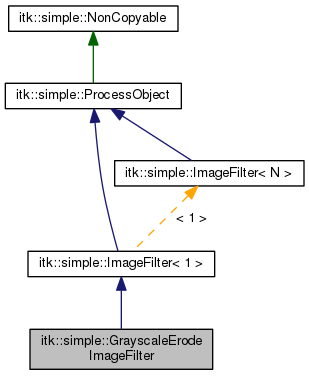 itk::simple::NonCopyable
itk::simple::ProcessObject
itk::simple::ImageFilter< N >
< 1 >
itk::simple::ImageFilter< 1 >
itk::simple::GrayscaleErode
ImageFilter